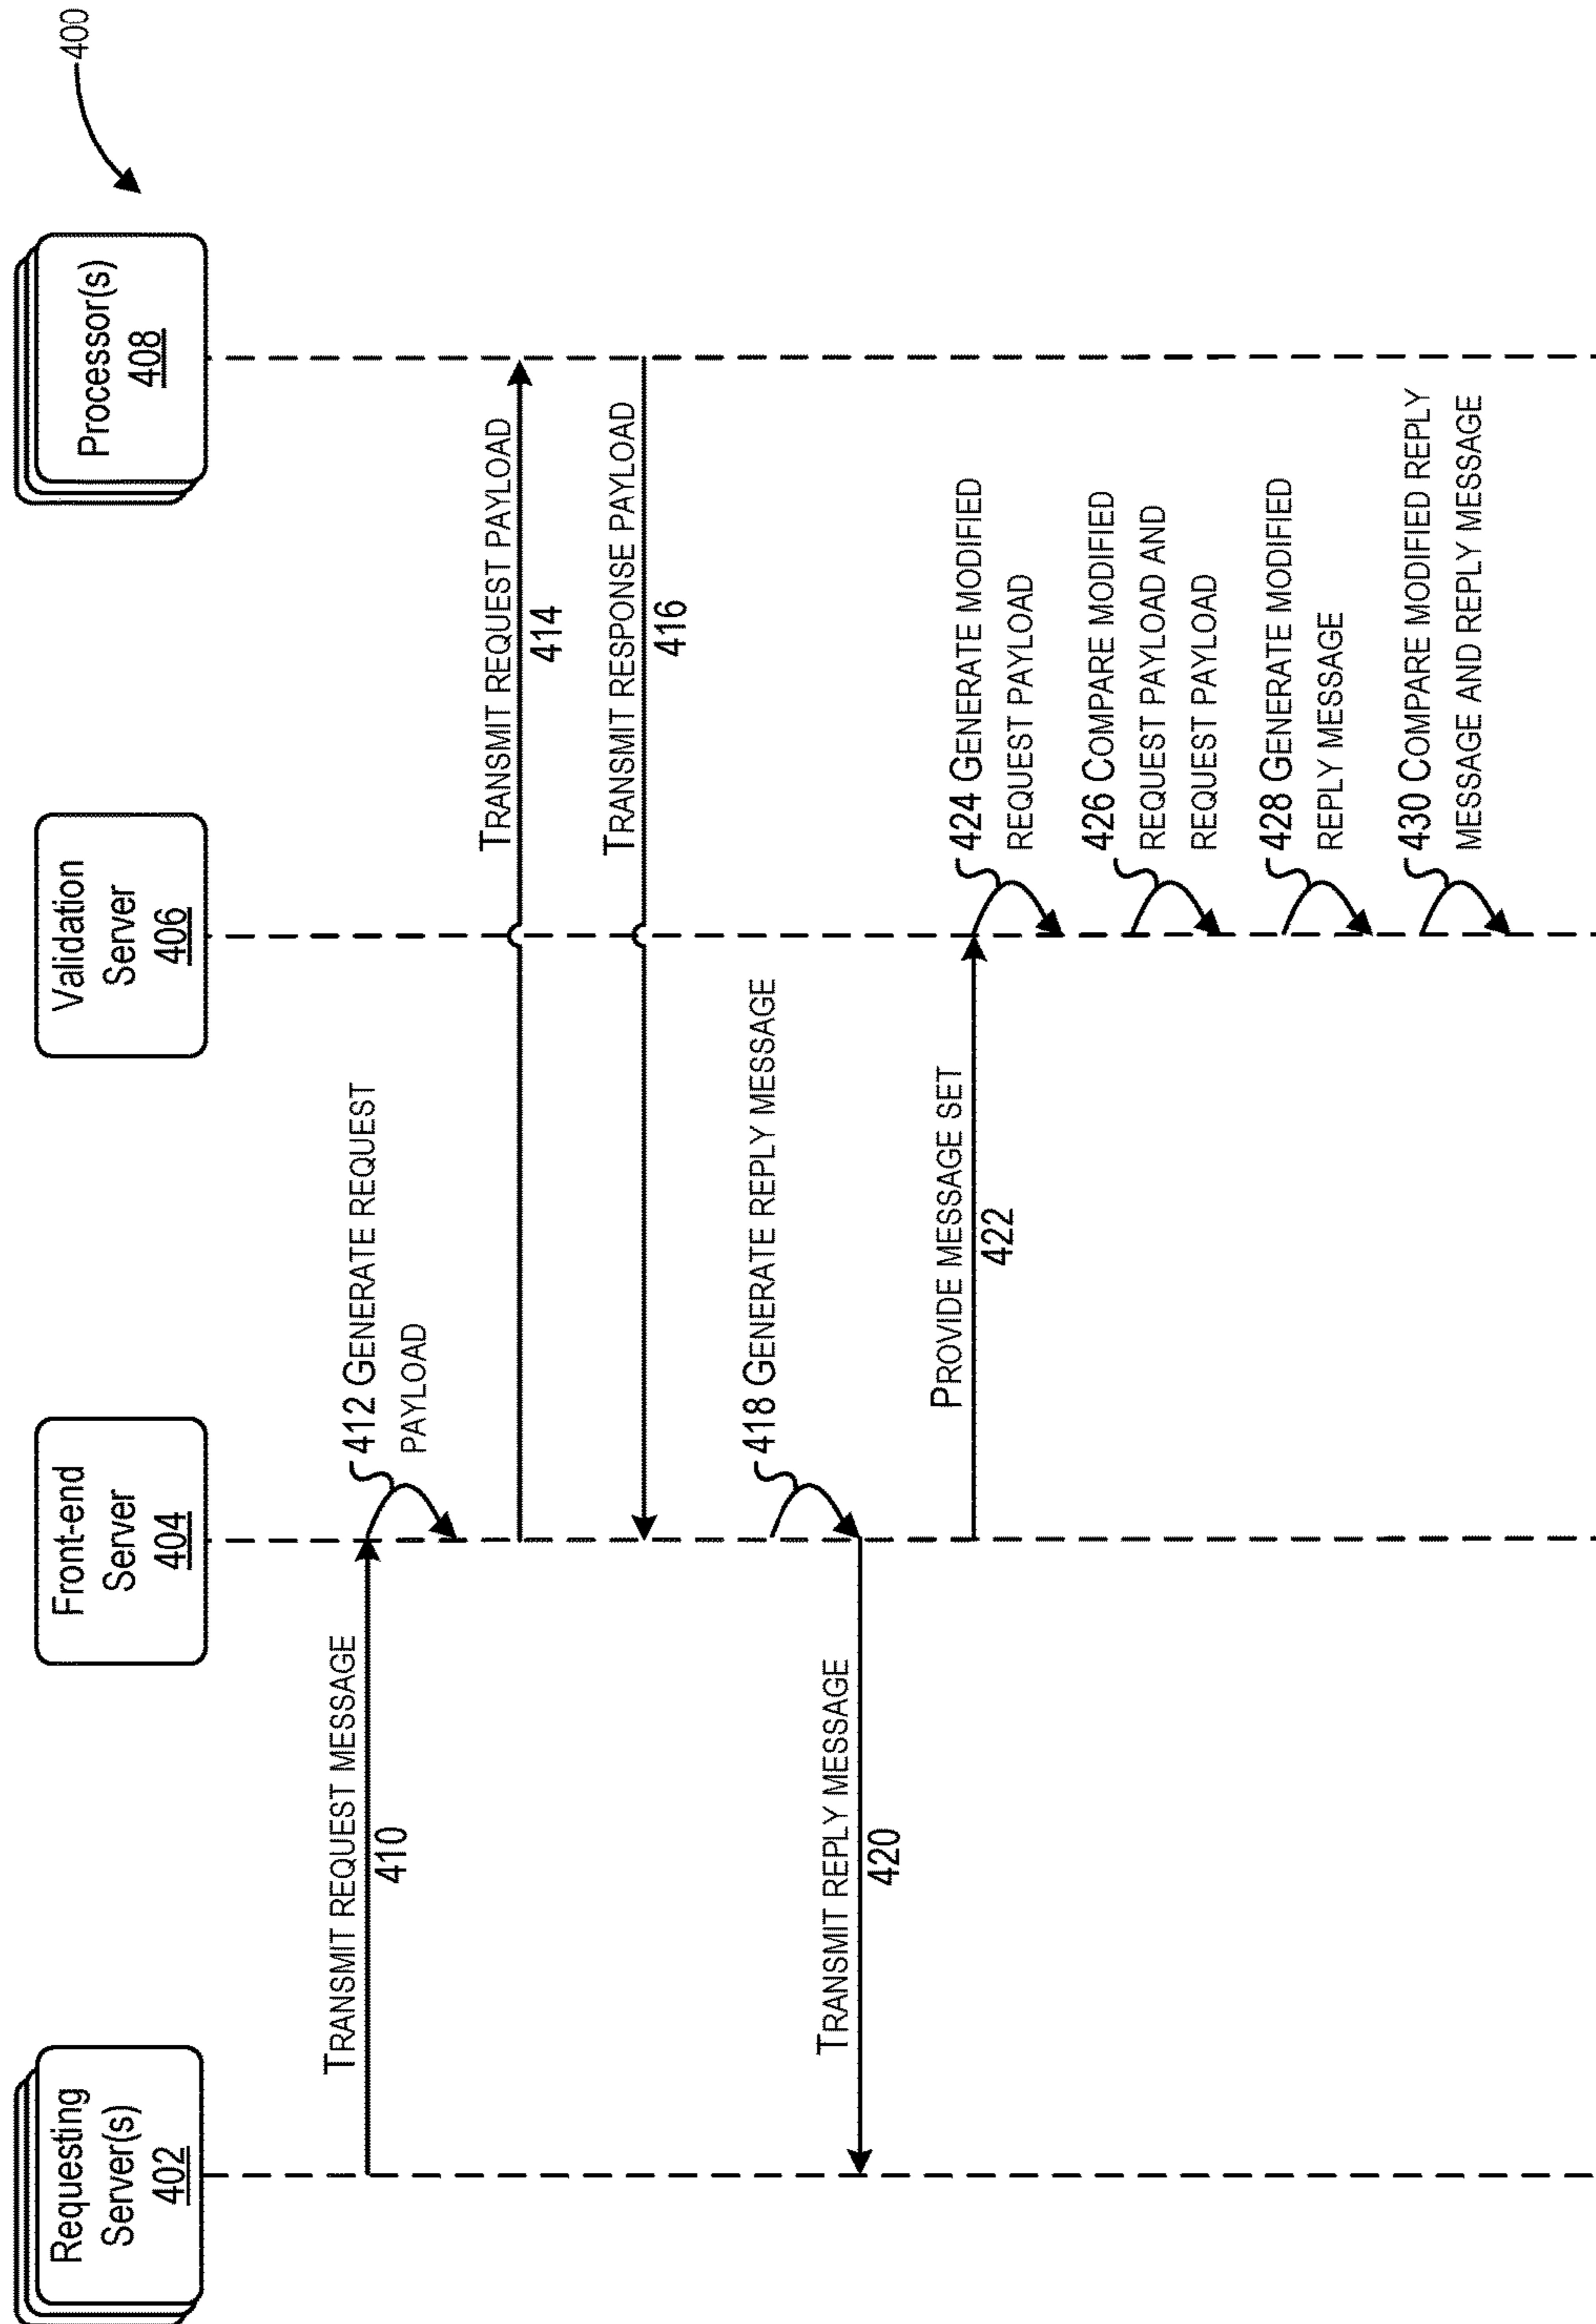 400
Requesting
Server(s)
402
Front-end
Server
404
Validation
Server
406
Processor(s)
408
TRANSMIT REQUEST MESSAGE
410
412 GENERATE REQUEST
PAYLOAD
TRANSMIT REQUEST PAYLOAD
414
TRANSMIT RESPONSE PAYLOAD
416
418 GENERATE REPLY MESSAGE
TRANSMIT REPLY MESSAGE
420
PROVIDE MESSAGE SET
422
424 GENERATE MODIFIED
REQUEST PAYLOAD
426 COMPARE MODIFIED
REQUEST PAYLOAD AND
REQUEST PAYLOAD
428 GENERATE MODIFIED
REPLY MESSAGE
430 COMPARE MODIFIED REPLY
MESSAGE AND REPLY MESSAGE